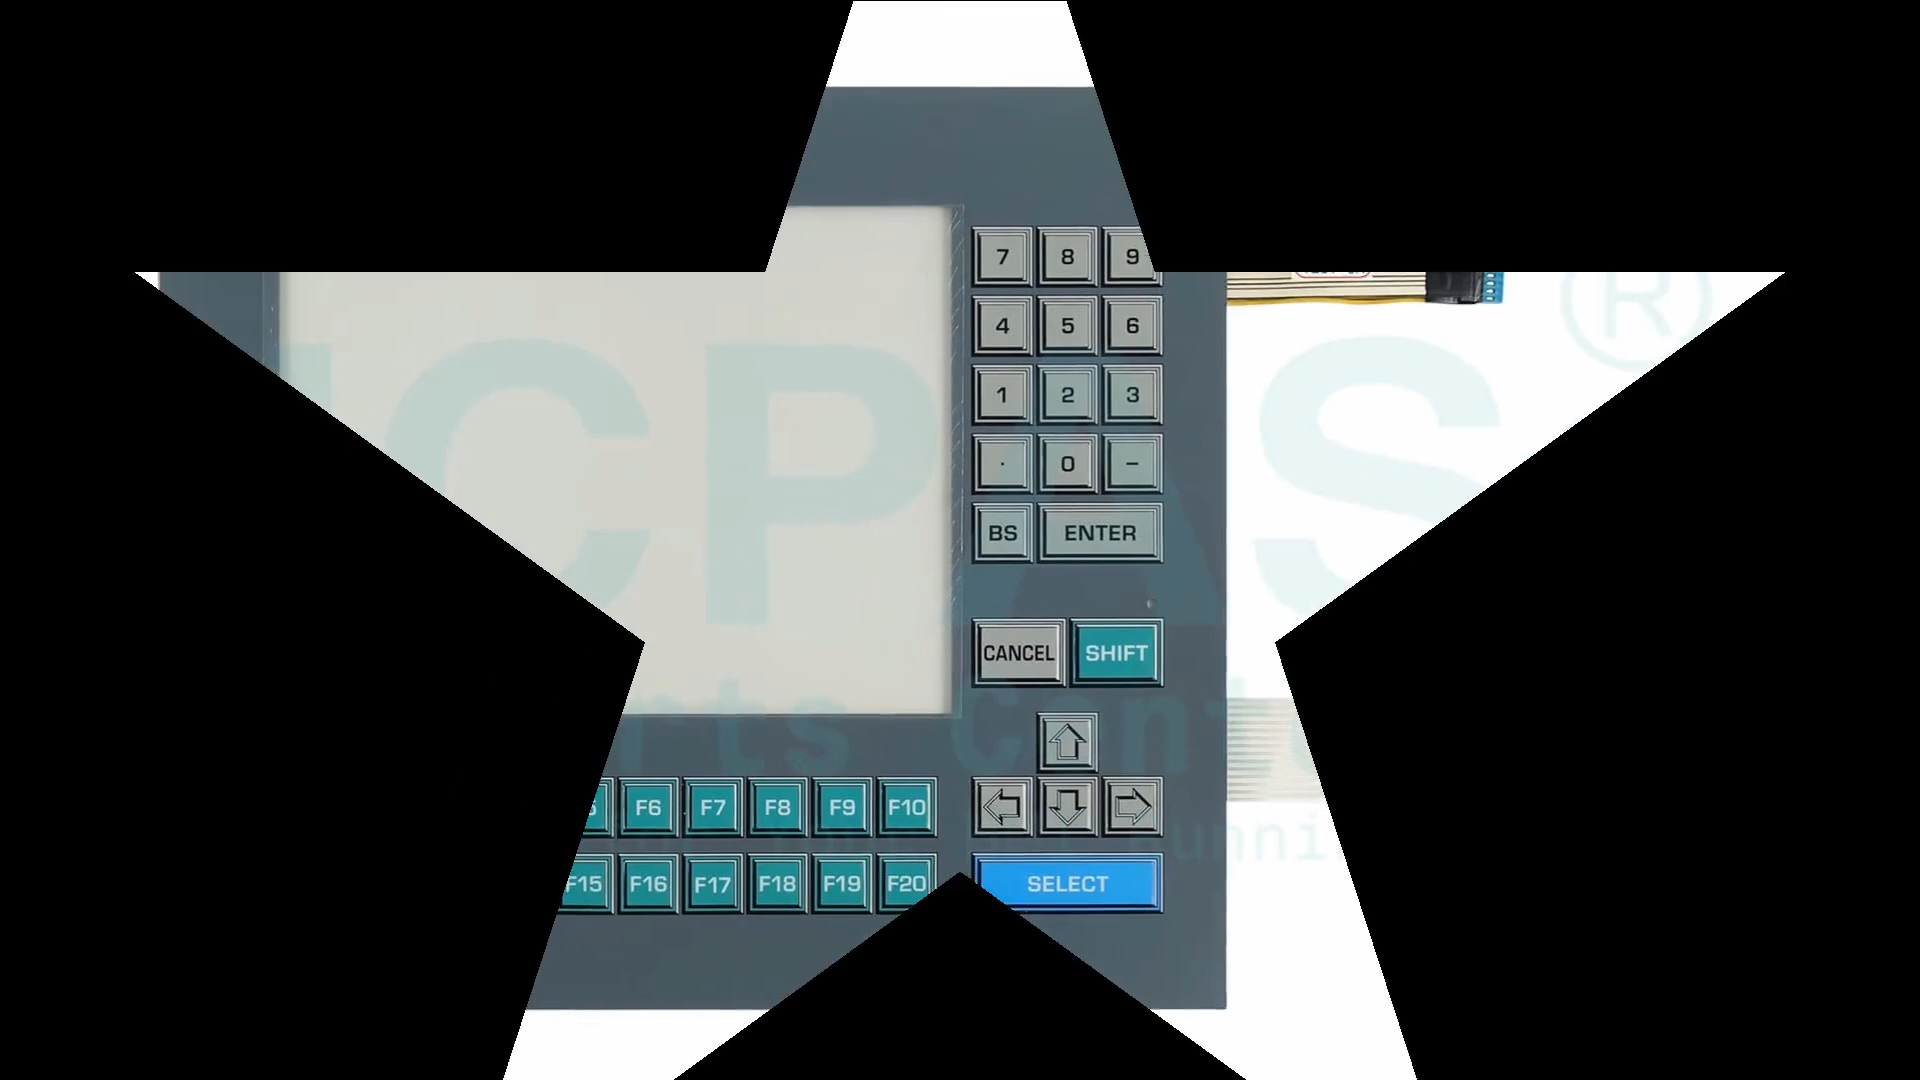 7 8 9
4 5 6
®
1 2 3
CPAS
. 0 −
BS ENTER
CANCEL SHIFT
F6 F7 F8 F9 F10
F15 F16 F17 F18 F19 F20
SELECT